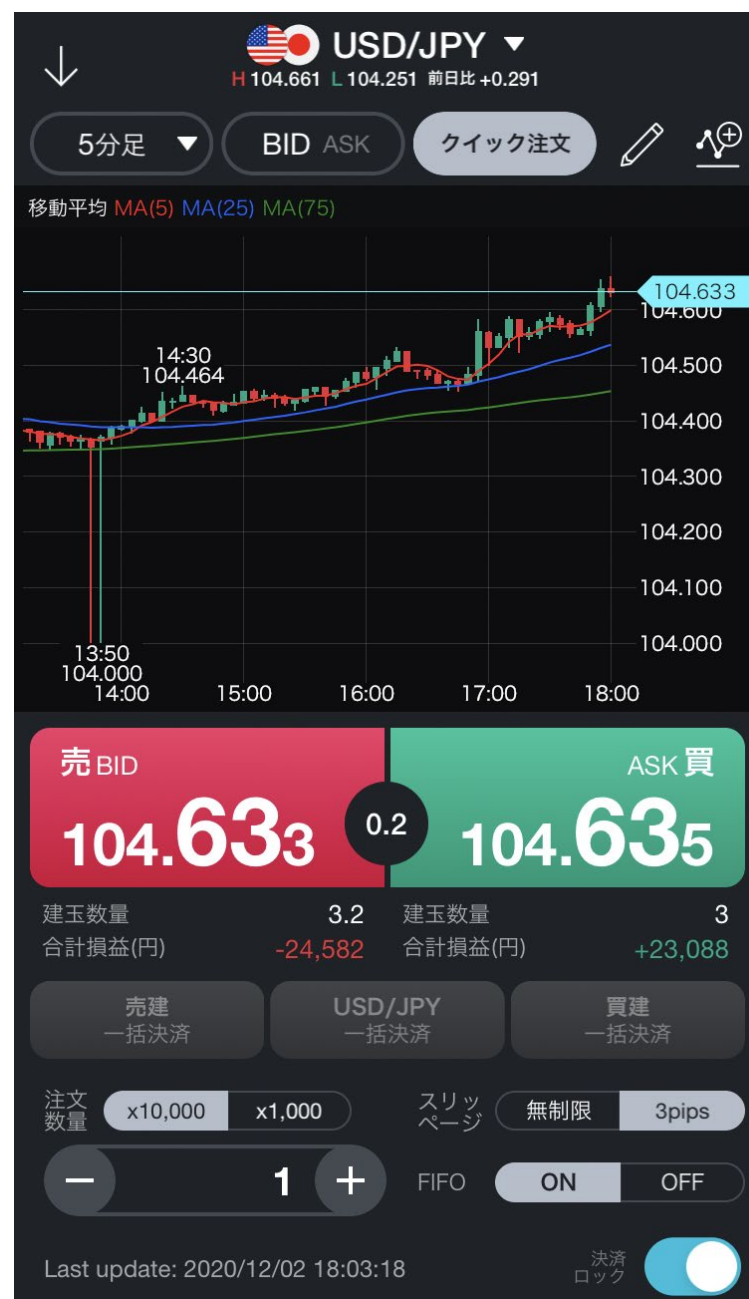 USD/JPY
H 104.661 L 104.251 前日比 +0.291
5分足 BID ASK クイック注文
移動平均 MA(5) MA(25) MA(75)
104.633
104.600
14:30
104.464
104.500
104.400
104.300
104.200
104.100
104.000
13:50
104.000
14:00 15:00 16:00 17:00 18:00
売 BID ASK 買
104.633 0.2 104.635
建玉数量 3.2 建玉数量 3
合計損益(円) -24,582 合計損益(円) +23,088
売建 USD/JPY 買建
一括決済 一括決済 一括決済
注文
数量
x10,000 x1,000
スリッ
ページ
無制限 3pips
− 1 + FIFO ON OFF
Last update: 2020/12/02 18:03:18
決済
ロック